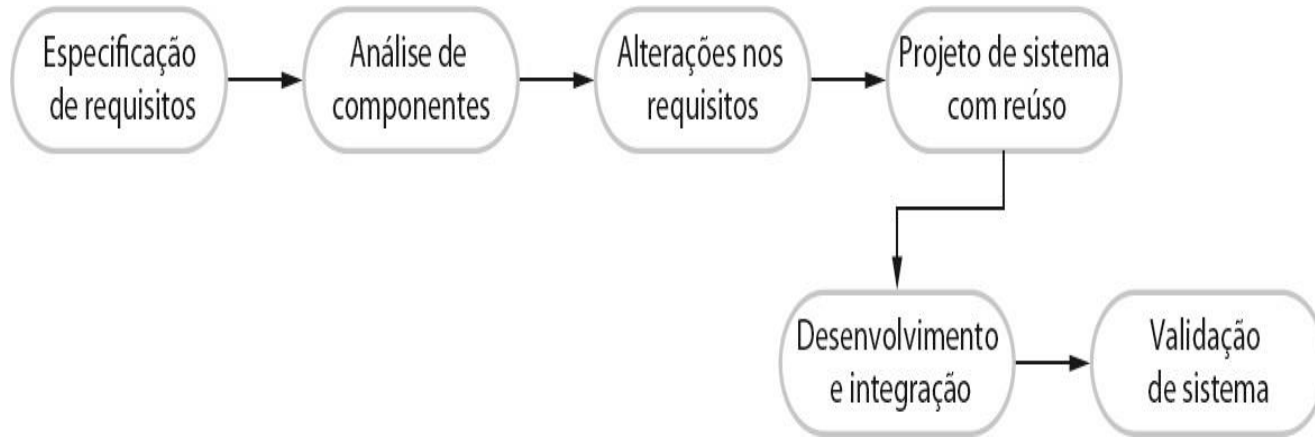 Especificação
de requisitos
Análise de
componentes
Alterações nos
requisitos
Projeto de sistema
com reúso
Desenvolvimento
e integração
Validação
de sistema